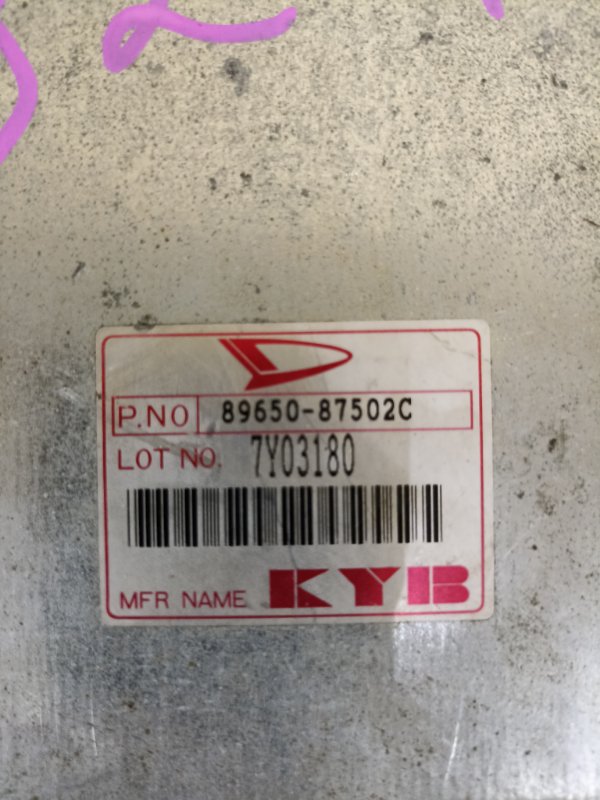 P.NO 89650-87502C
LOT NO. 7Y03180
MFR NAME KYB